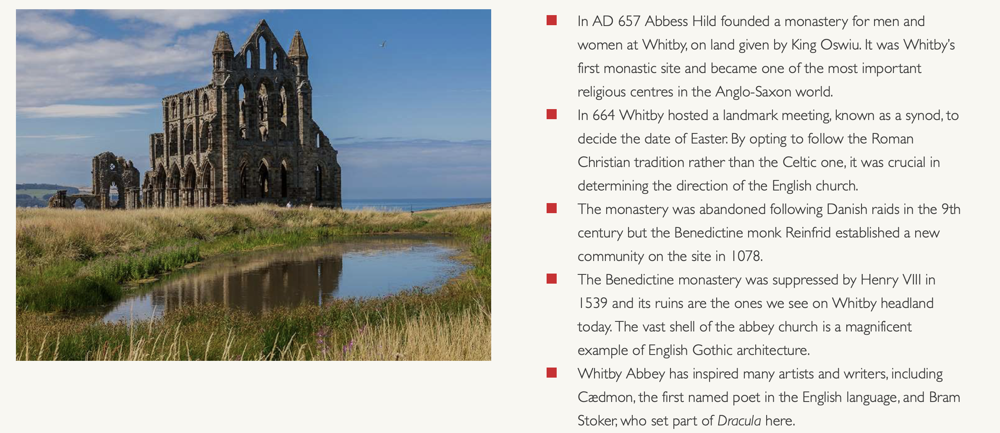 In AD 657 Abbess Hild founded a monastery for men and
women at Whitby, on land given by King Oswiu. It was Whitby’s
first monastic site and became one of the most important
religious centres in the Anglo-Saxon world.
In 664 Whitby hosted a landmark meeting, known as a synod, to
decide the date of Easter. By opting to follow the Roman
Christian tradition rather than the Celtic one, it was crucial in
determining the direction of the English church.
The monastery was abandoned following Danish raids in the 9th
century but the Benedictine monk Reinfrid established a new
community on the site in 1078.
The Benedictine monastery was suppressed by Henry VIII in
1539 and its ruins are the ones we see on Whitby headland
today. The vast shell of the abbey church is a magnificent
example of English Gothic architecture.
Whitby Abbey has inspired many artists and writers, including
Cædmon, the first named poet in the English language, and Bram
Stoker, who set part of Dracula here.